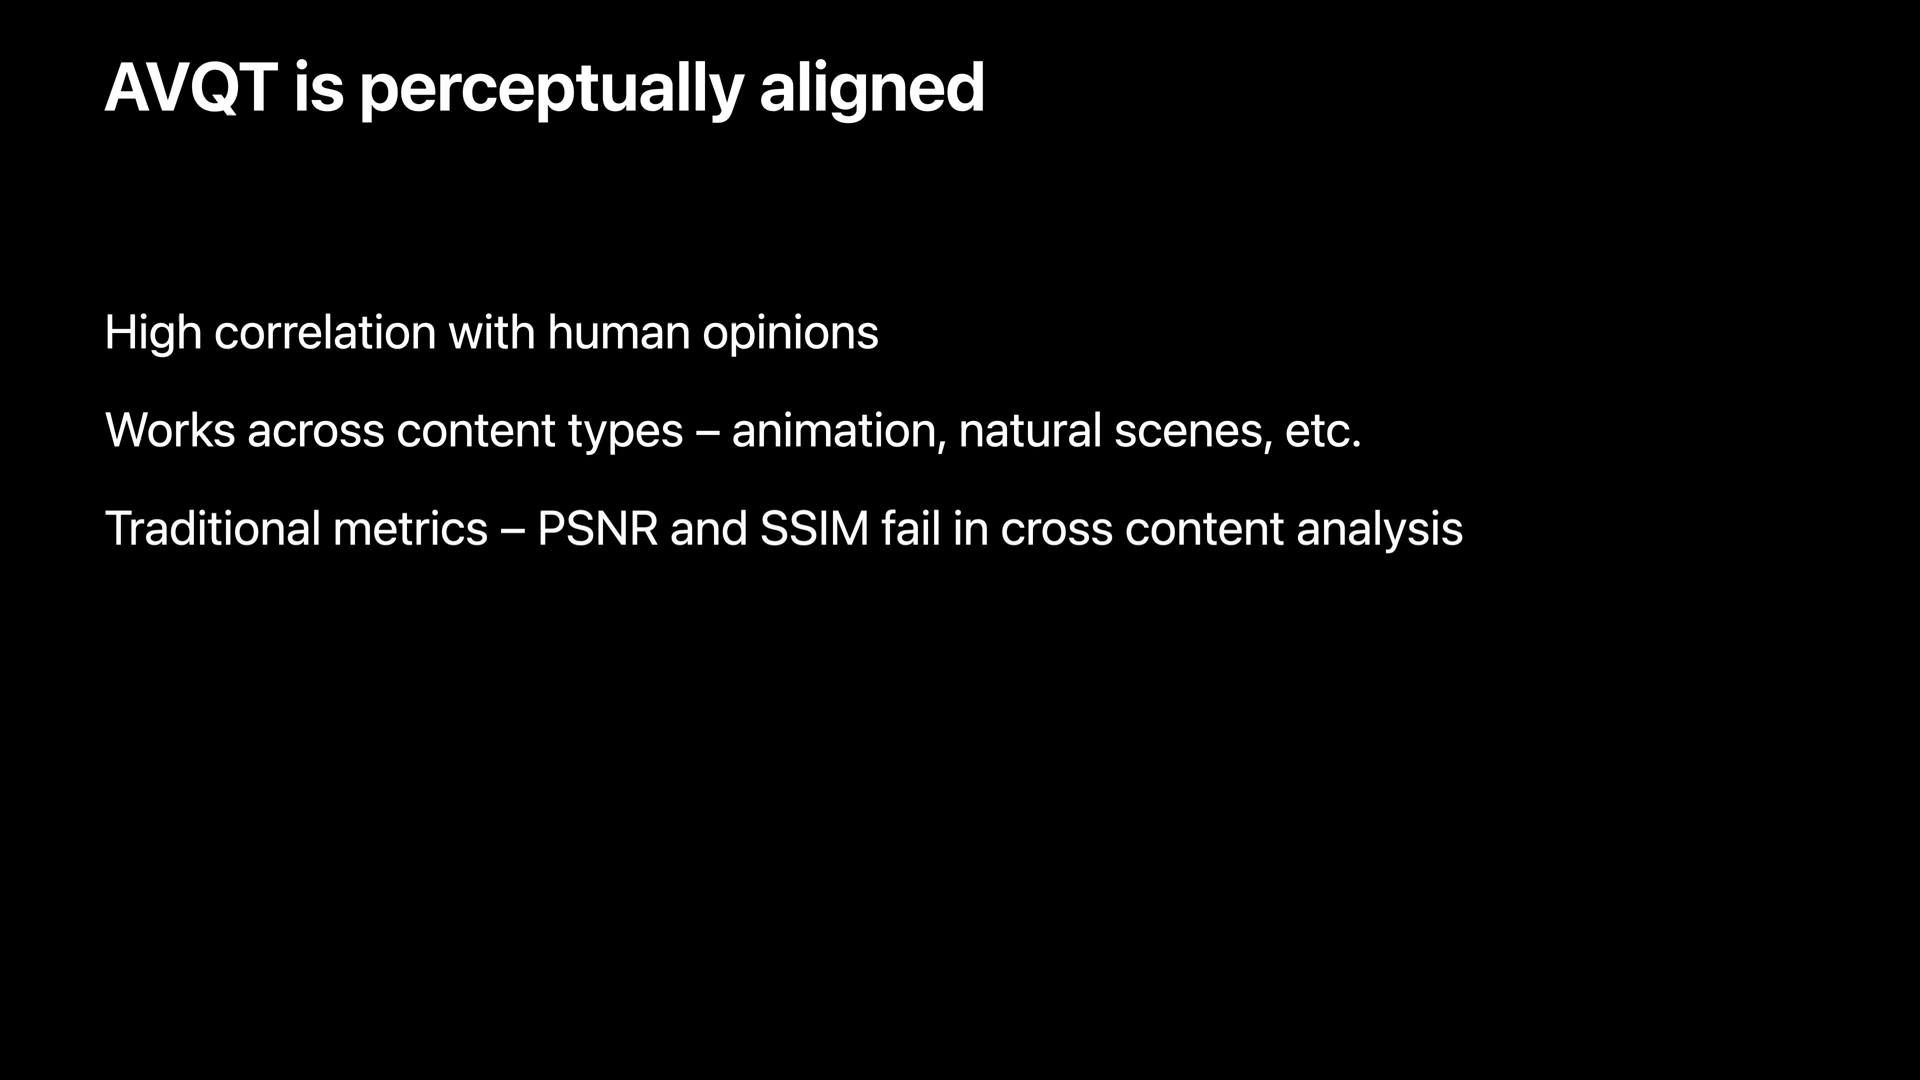 AVQT is perceptually aligned
High correlation with human opinions
Works across content types – animation, natural scenes, etc.
Traditional metrics – PSNR and SSIM fail in cross content analysis